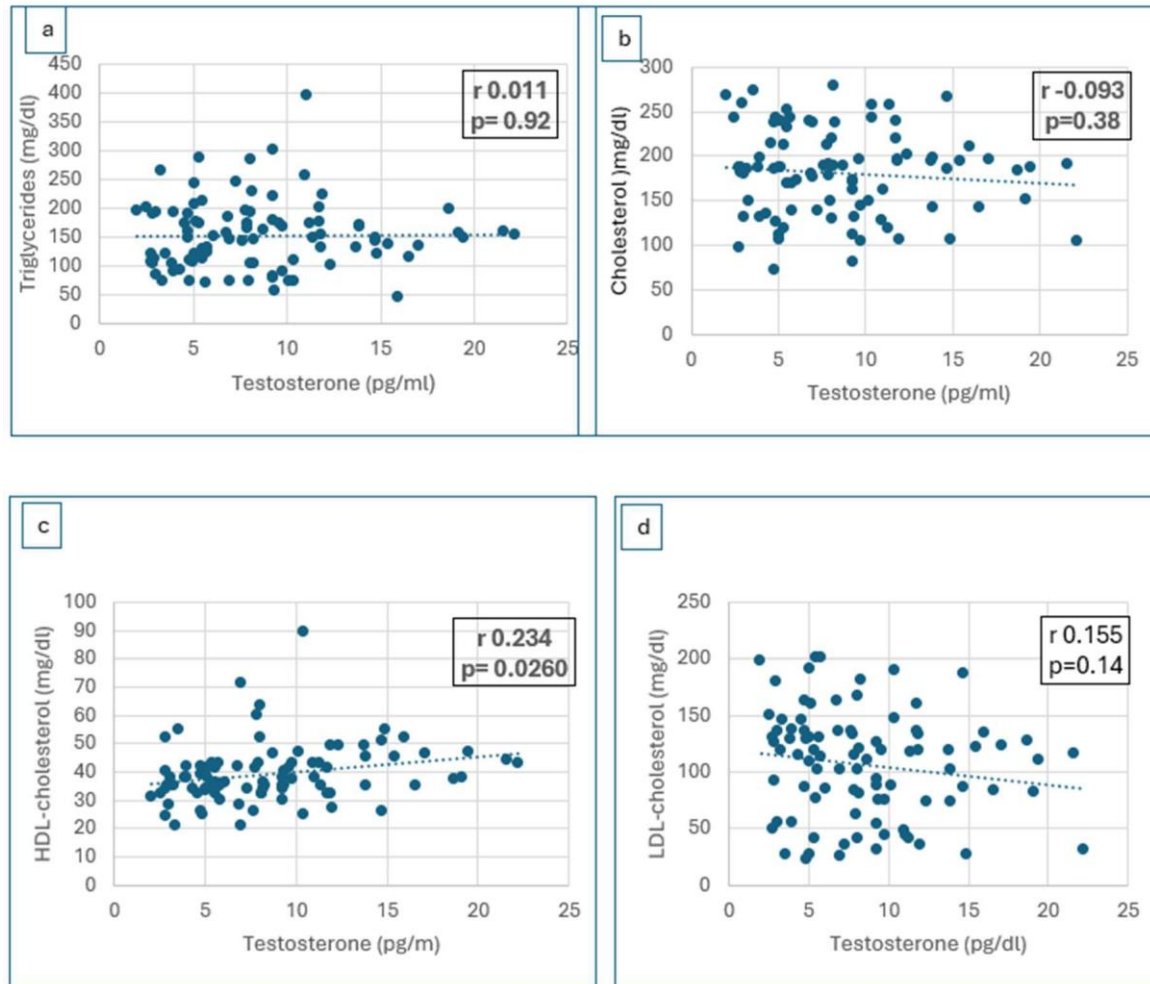 a
450
400
350
300
250
200
150
100
50
0
Triglycerides (mg/dl)
r 0.011
p= 0.92
0 5 10 15 20 25
Testosterone (pg/ml)
b
300
250
200
150
100
50
0
Cholesterol )mg/dl)
r -0.093
p=0.38
0 5 10 15 20 25
Testosterone (pg/ml)
c
100
90
80
70
60
50
40
30
20
10
0
HDL-cholesterol (mg/dl)
r 0.234
p= 0.0260
0 5 10 15 20 25
Testosterone (pg/m)
d
250
200
150
100
50
0
LDL-cholesterol (mg/dl)
r 0.155
p=0.14
0 5 10 15 20 25
Testosterone (pg/dl)